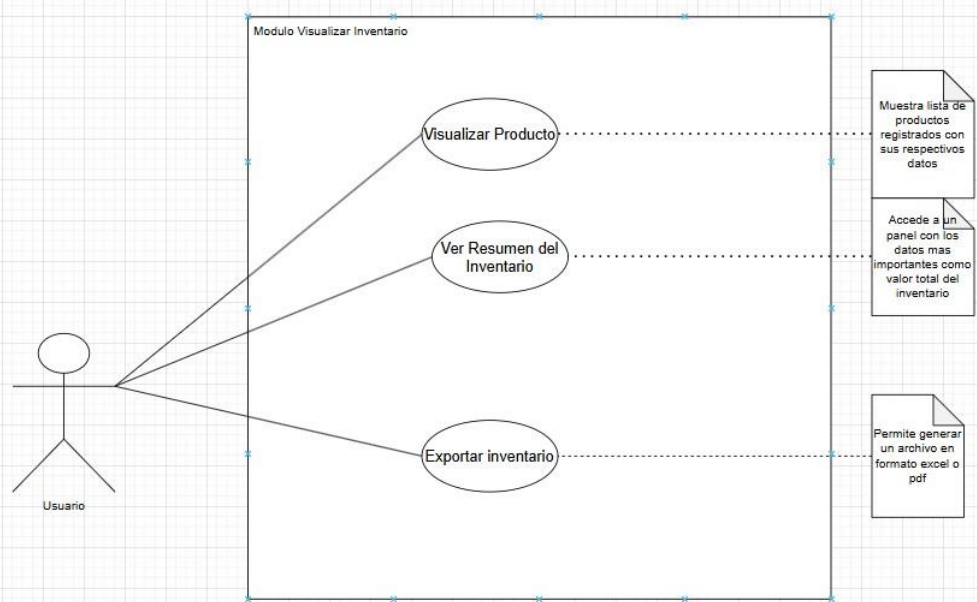 Modulo Visualizar Inventario
Visualizar Producto
Muestra lista de
productos
registrados con
sus respectivos
datos
Ver Resumen del
Inventario
Accede a un
panel con los
datos mas
importantes como
valor total del
inventario
Exportar inventario
Permite generar
un archivo en
formato excel o
pdf
Usuario